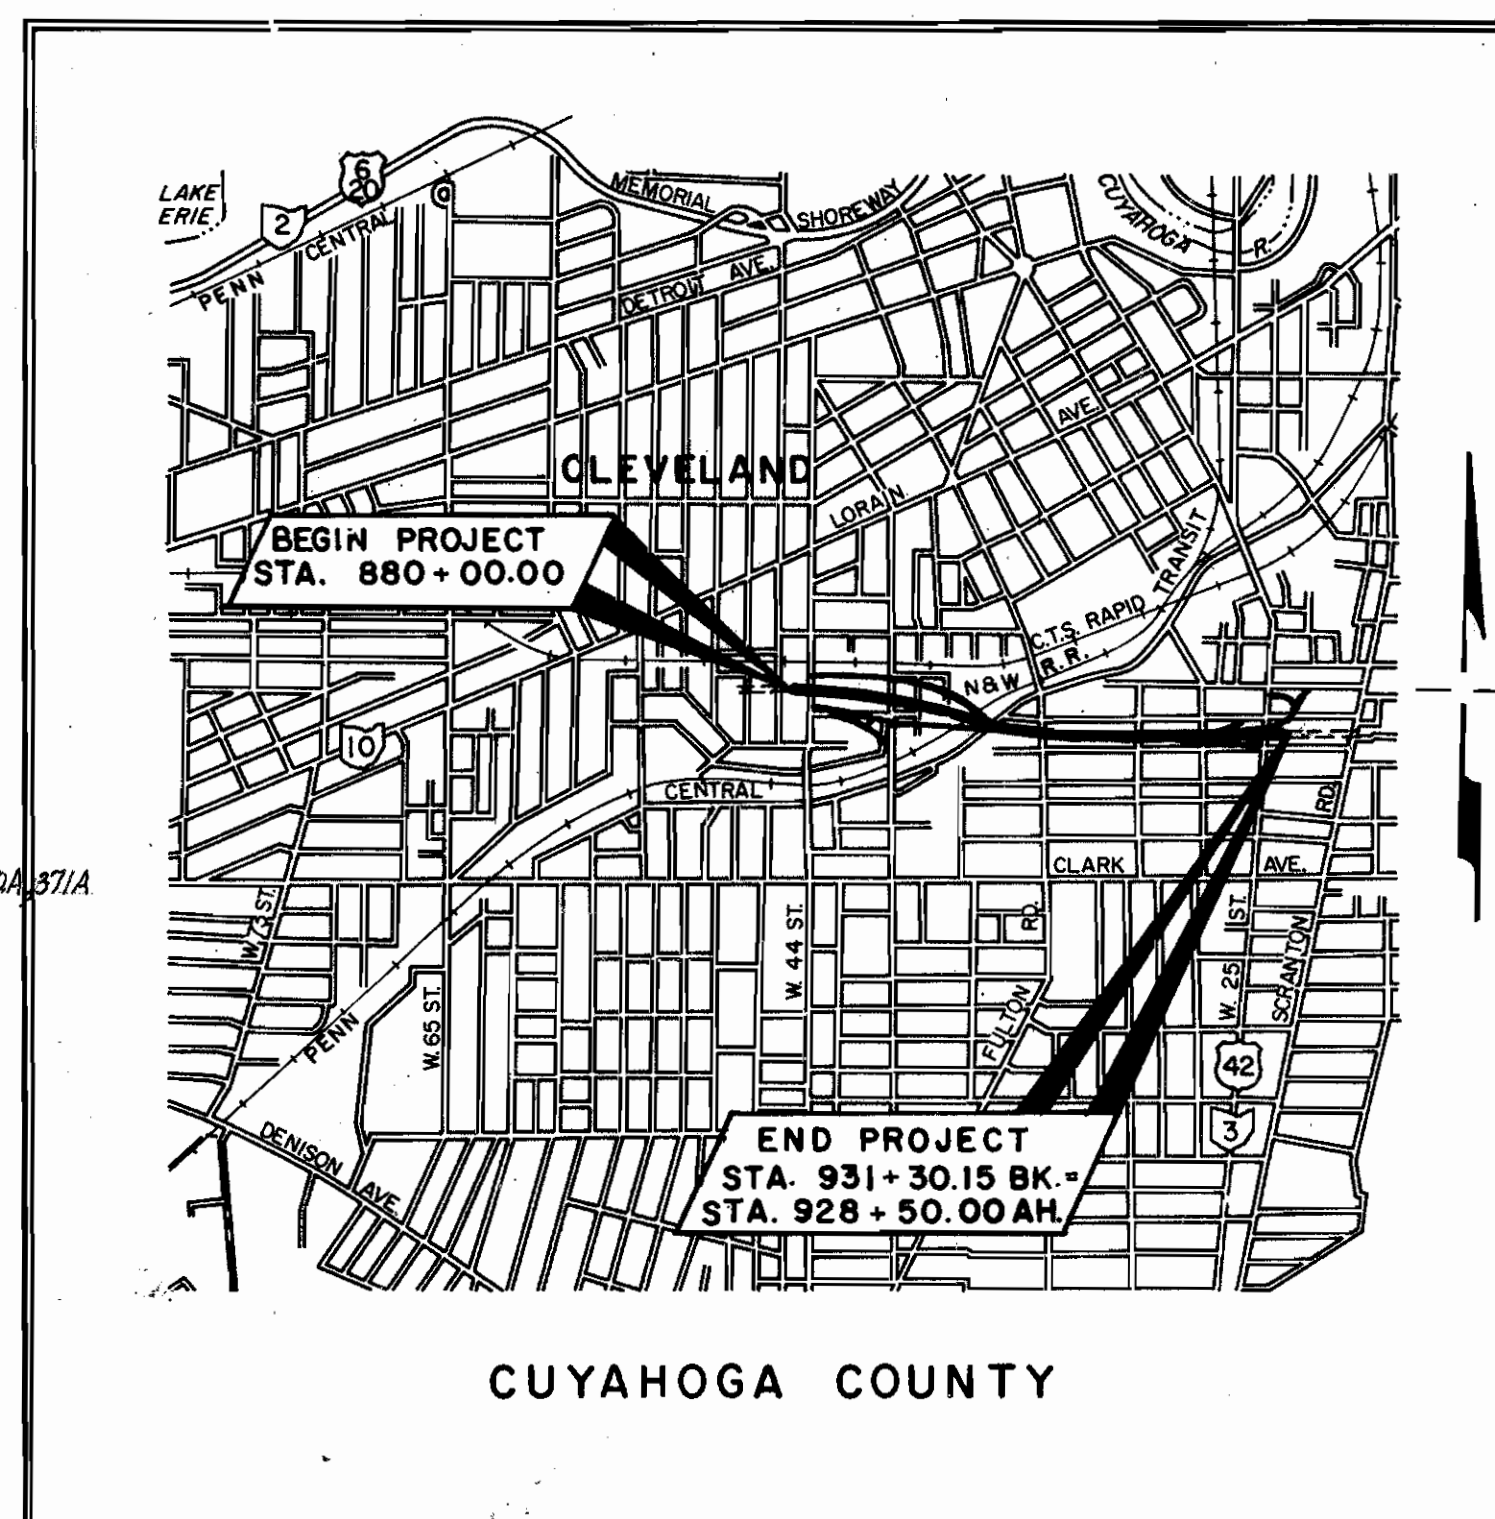 LAKE
ERIE
6
20
2
PENN CENTRAL
MEMORIAL SHOREWAY
CUYAHOGA R.
DETROIT AVE.
AVE.
CLEVELAND
LORAIN
BEGIN PROJECT
STA. 880+00.00
C.T.S. RAPID TRANSIT
N&W R.R.
10
CENTRAL
RD.
CLARK AVE.
371A
W. 73 ST.
W. 44 ST.
RD.
ST.
W. 65 ST.
PENN
FULTON
W. 25
SCRANTON
42
3
DENISON AVE.
END PROJECT
STA. 931+30.15 BK.=
STA. 928+50.00 AH.
CUYAHOGA COUNTY